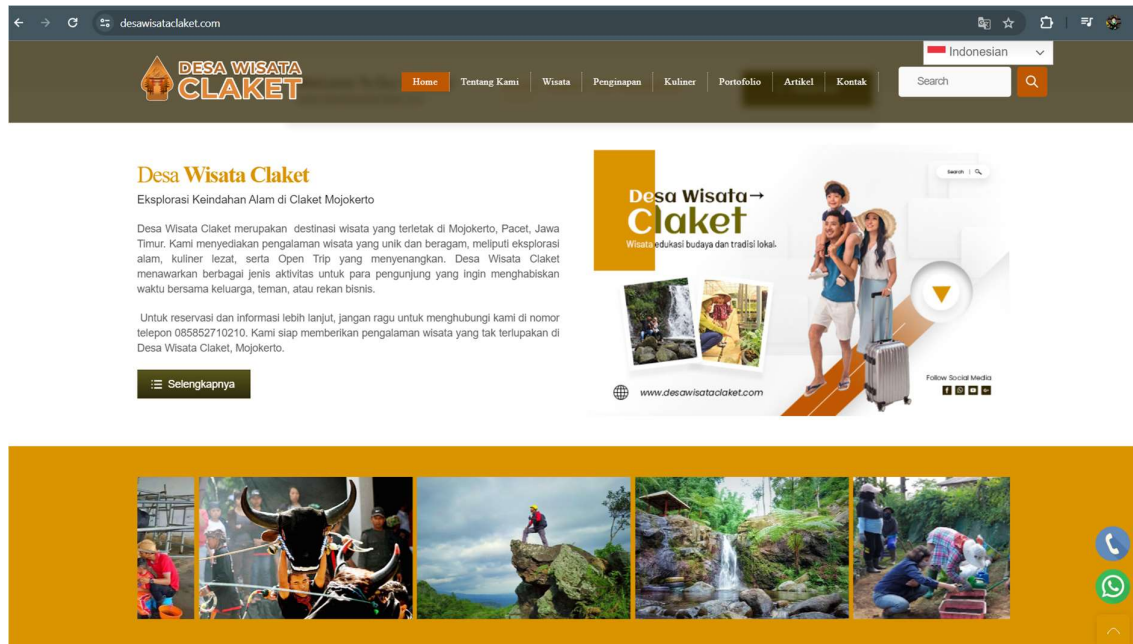 desawisataclaket.com
Indonesian
DESA WISATA
CLAKET
Home Tentang Kami Wisata Penginapan Kuliner Portofolio Artikel Kontak
Search
Desa Wisata Claket
Eksplorasi Keindahan Alam di Claket Mojokerto
Desa Wisata Claket merupakan destinasi wisata yang terletak di Mojokerto, Pacet, Jawa
Timur. Kami menyediakan pengalaman wisata yang unik dan beragam, meliputi eksplorasi
alam, kuliner lezat, serta Open Trip yang menyenangkan. Desa Wisata Claket
menawarkan berbagai jenis aktivitas untuk para pengunjung yang ingin menghabiskan
waktu bersama keluarga, teman, atau rekan bisnis.
Untuk reservasi dan informasi lebih lanjut, jangan ragu untuk menghubungi kami di nomor
telepon 085852710210. Kami siap memberikan pengalaman wisata yang tak terlupakan di
Desa Wisata Claket, Mojokerto.
Selengkapnya
Search
Desa Wisata→
Claket
Wisata edukasi budaya dan tradisi lokal.
www.desawisataclaket.com
Follow Social Media